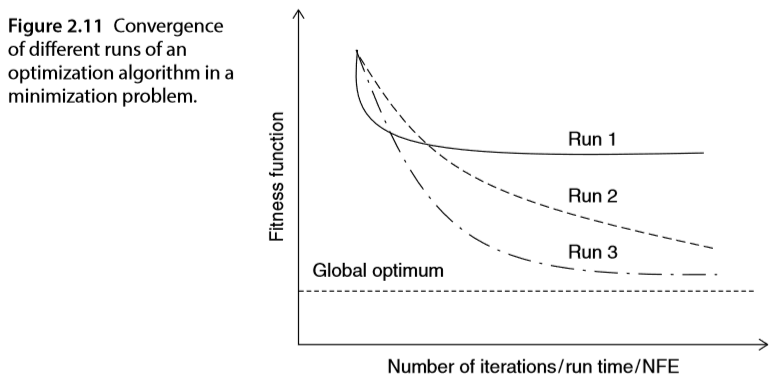 Figure 2.11 Convergence
of different runs of an
optimization algorithm in a
minimization problem.
Fitness function
Run 1
Run 2
Run 3
Global optimum
Number of iterations/run time/NFE